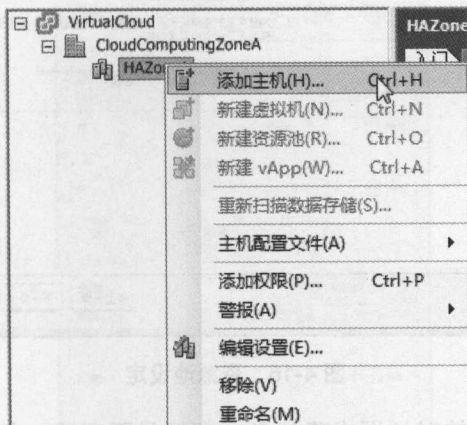 VirtualCloud
CloudComputingZoneA
HAZone
HAZo
添加主机(H)... Ctrl+H
新建虚拟机(N)... Ctrl+N
新建资源池(R)... Ctrl+O
新建 vApp(W)... Ctrl+A
重新扫描数据存储(S)...
主机配置文件(A)
添加权限(P)... Ctrl+P
警报(A)
编辑设置(E)...
移除(V)
重命名(M)